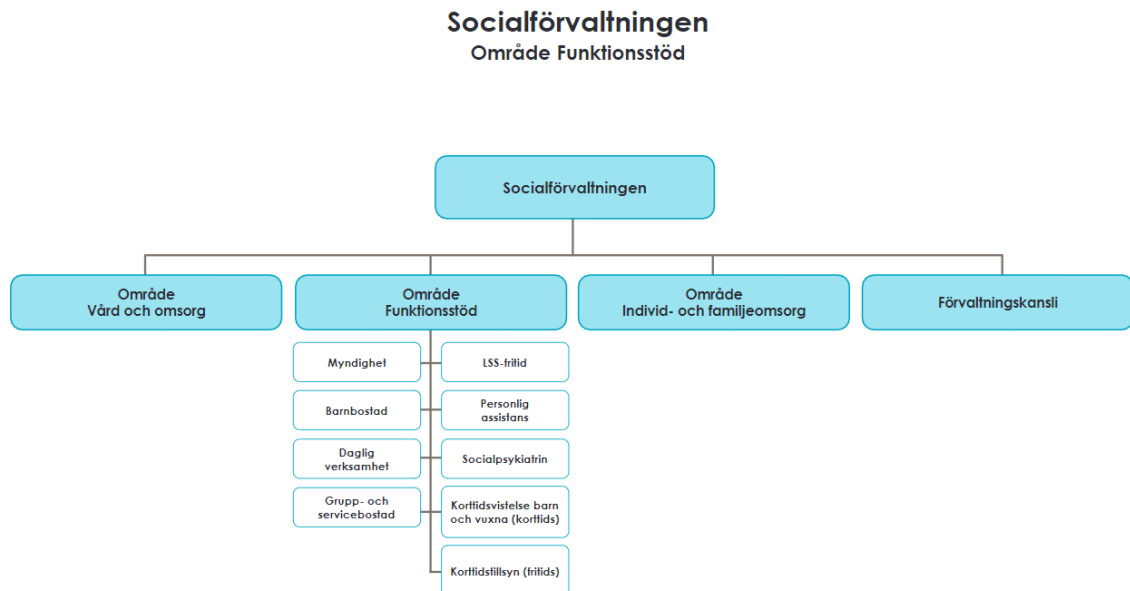 Socialförvaltningen
Område Funktionsstöd
Socialförvaltningen
Område
Vård och omsorg
Område
Funktionsstöd
Område
Individ- och familjeomsorg
Förvaltningskansli
Myndighet
LSS-fritid
Barnbostad
Personlig
assistans
Daglig
verksamhet
Socialpsykiatrin
Grupp- och
servicebostad
Korttidsvistelse barn
och vuxna (korttids)
Korttidstillsyn (fritids)